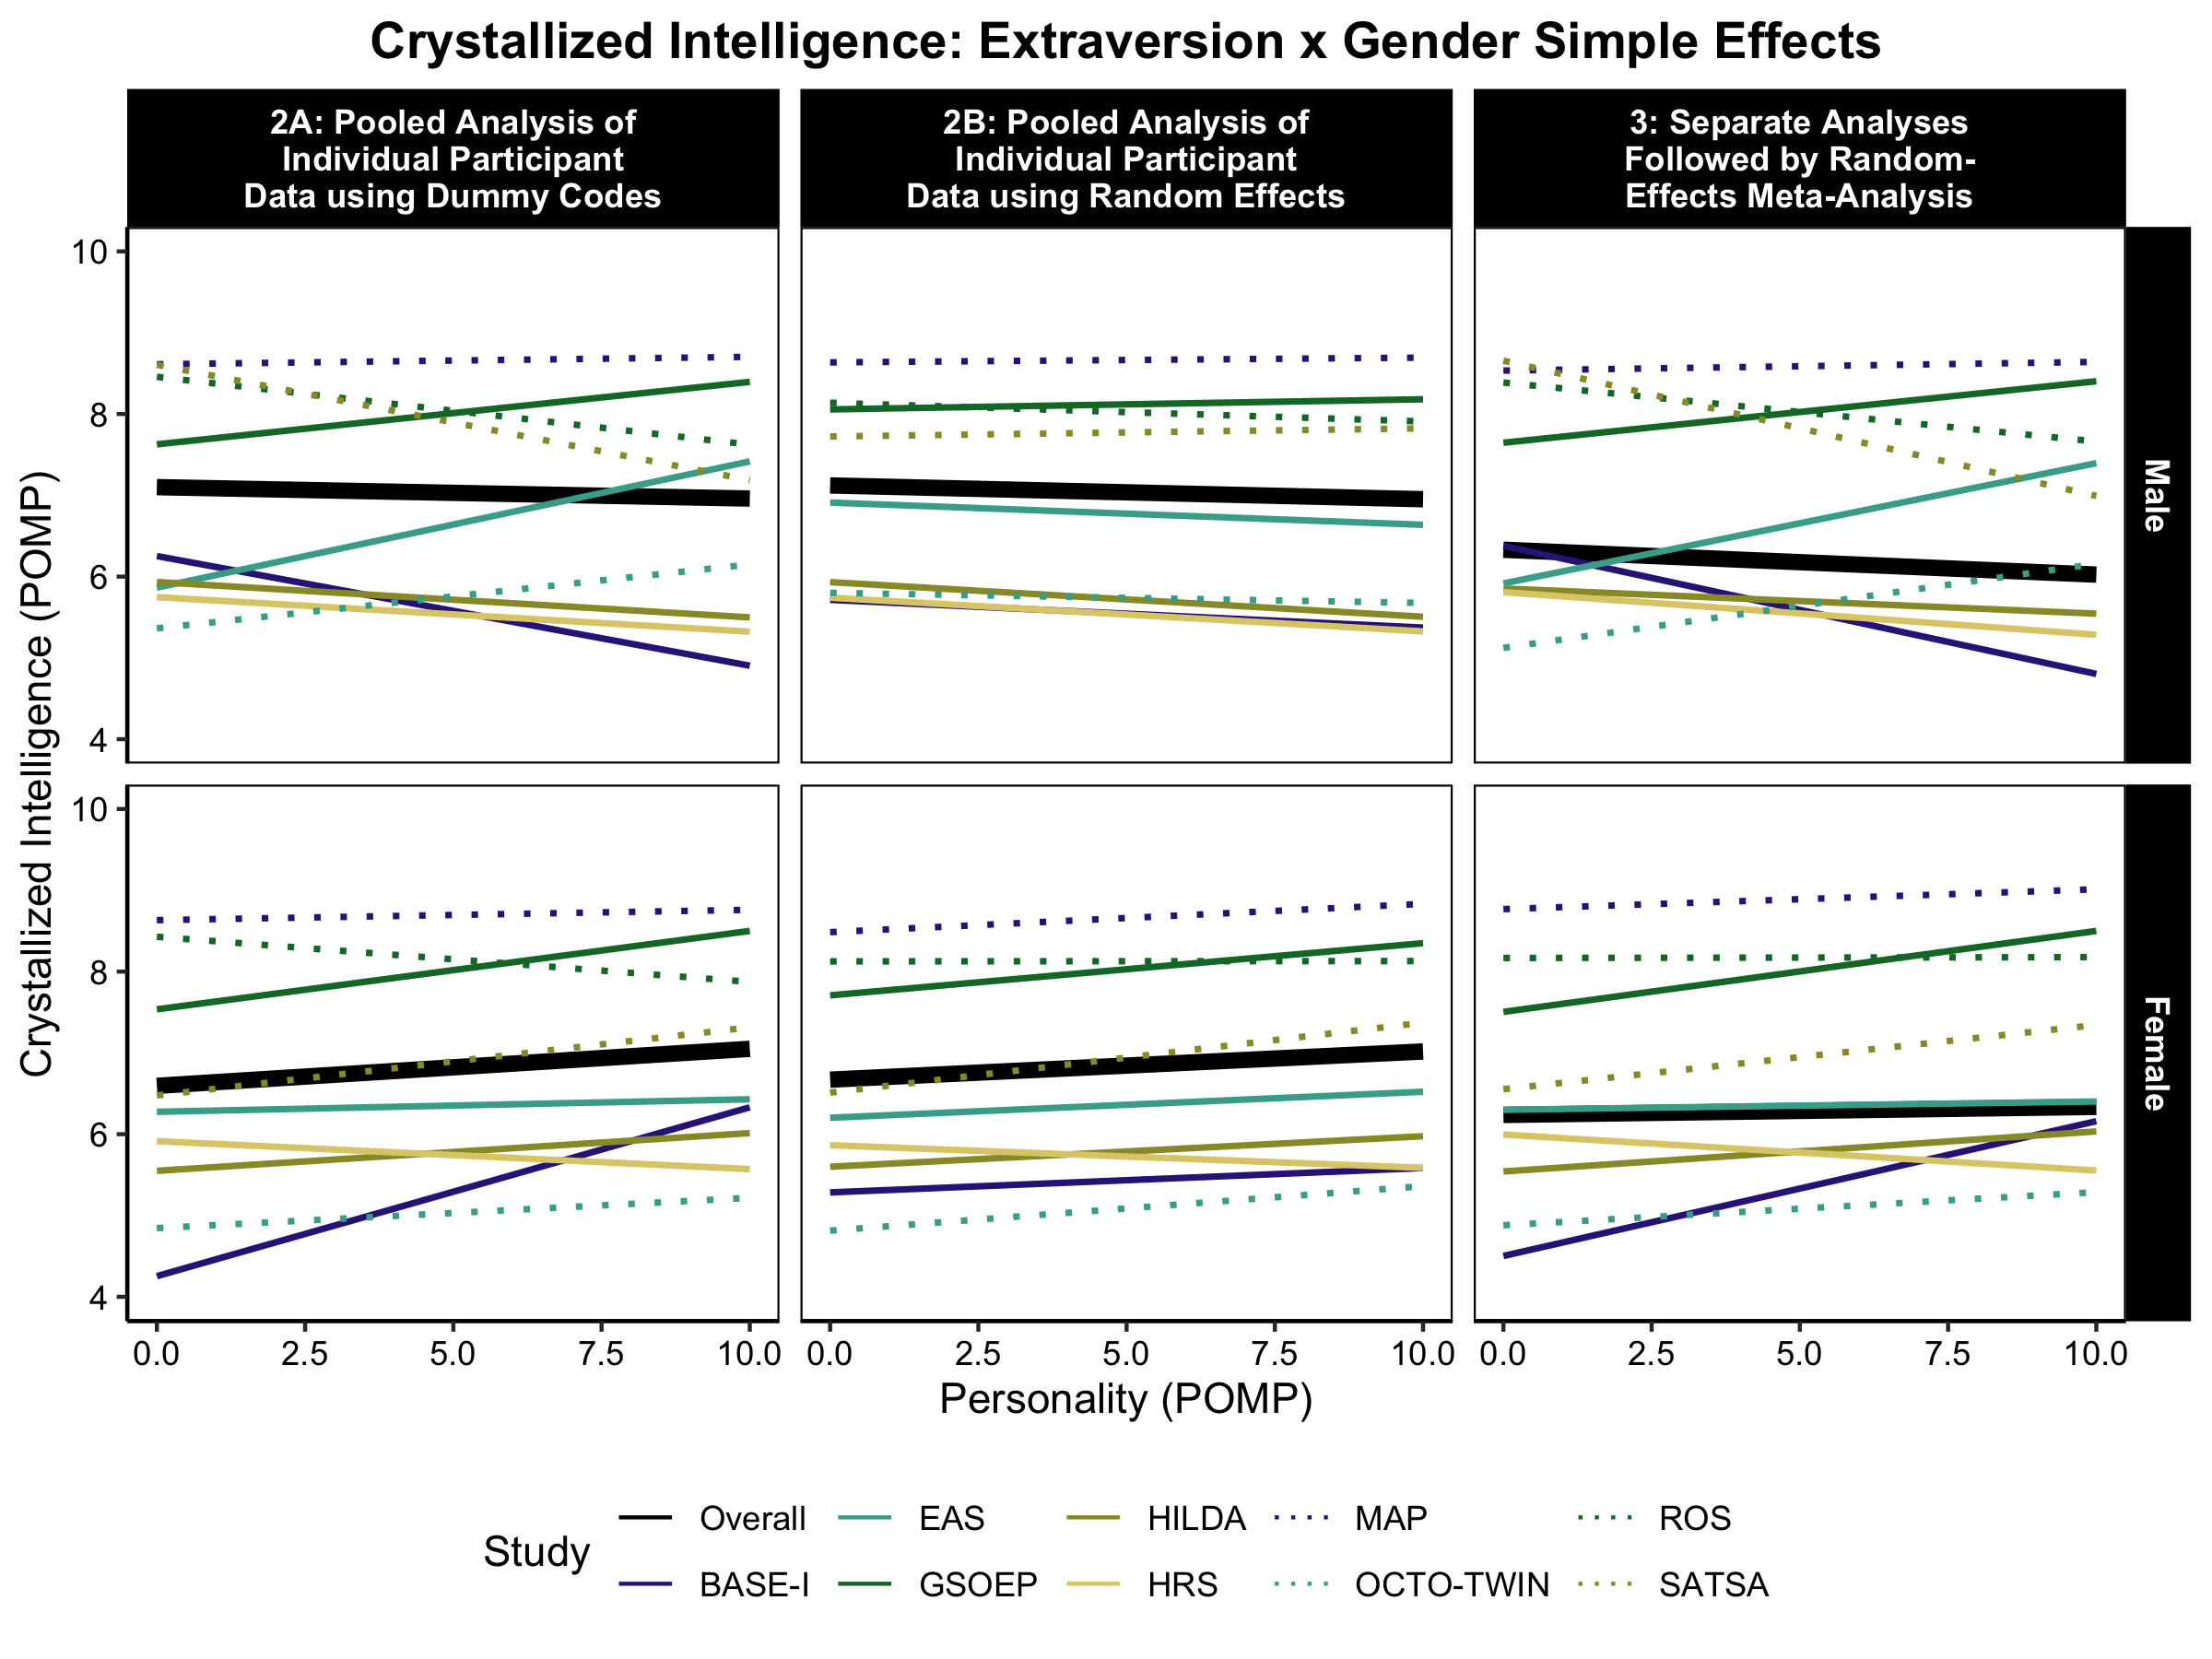 Crystallized Intelligence: Extraversion x Gender Simple Effects
2A: Pooled Analysis of
Individual Participant
Data using Dummy Codes
2B: Pooled Analysis of
Individual Participant
Data using Random Effects
3: Separate Analyses
Followed by Random-
Effects Meta-Analysis
Crystallized Intelligence (POMP)
10
8
6
4
Male
10
8
6
4
Female
0.0 2.5 5.0 7.5 10.0
0.0 2.5 5.0 7.5 10.0
0.0 2.5 5.0 7.5 10.0
Personality (POMP)
Study
Overall EAS HILDA MAP ROS
BASE-I GSOEP HRS OCTO-TWIN SATSA